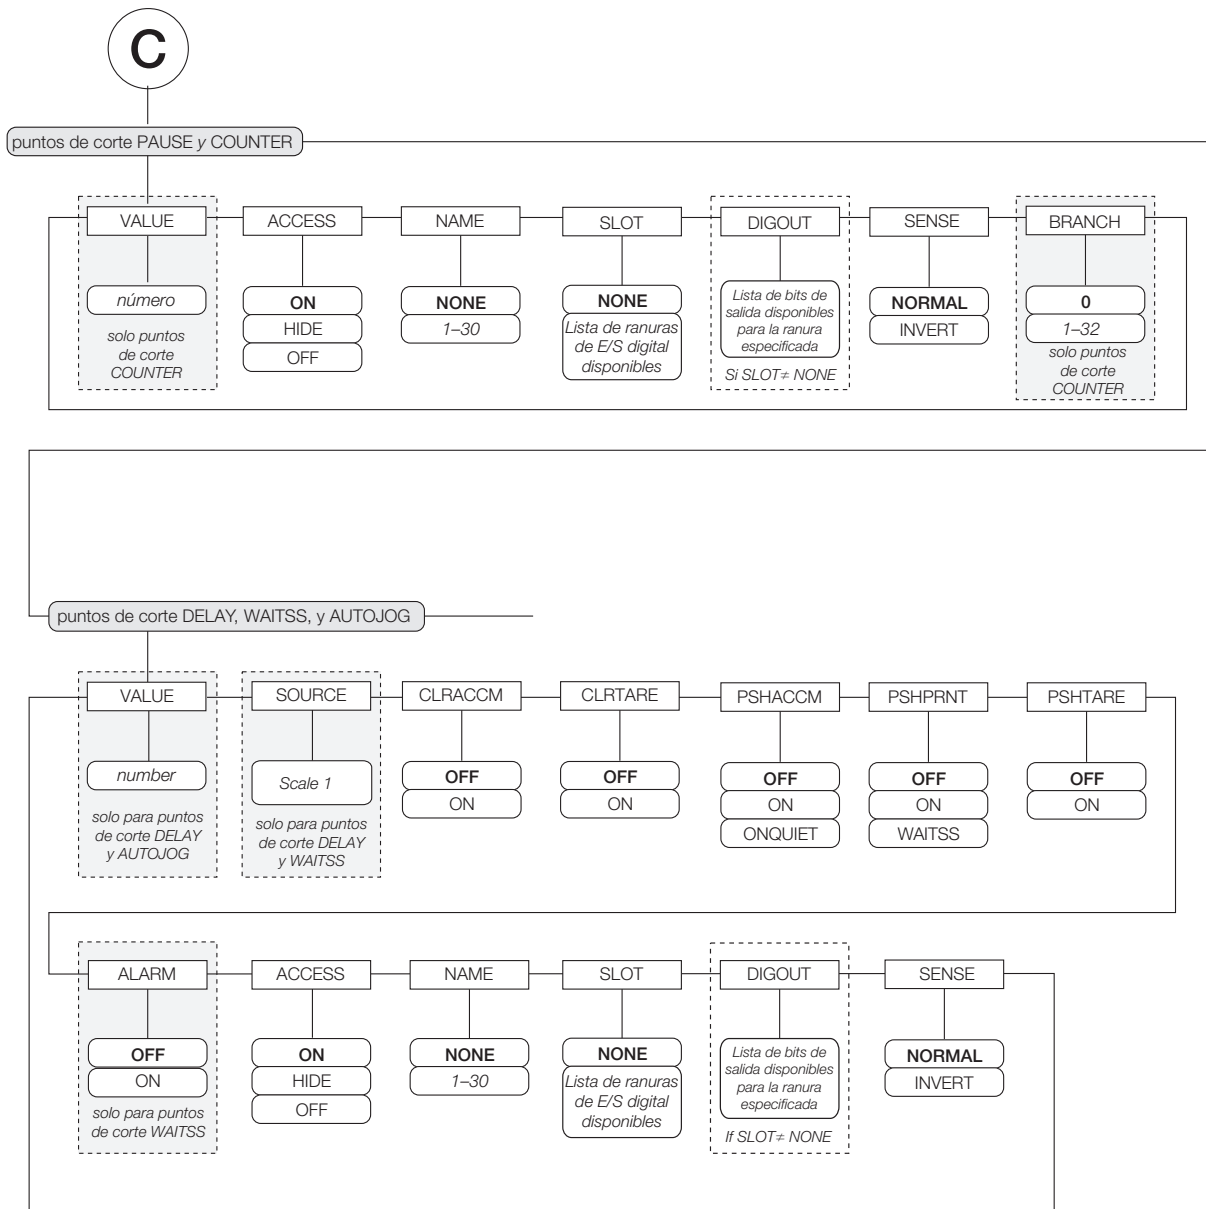 C
puntos de corte PAUSE y COUNTER
VALUE
ACCESS
NAME
SLOT
DIGOUT
SENSE
BRANCH
número
solo puntos
de corte
COUNTER
ON
HIDE
OFF
NONE
1–30
NONE
Lista de ranuras
de E/S digital
disponibles
Lista de bits de
salida disponibles
para la ranura
especificada
Si SLOT≠ NONE
NORMAL
INVERT
0
1–32
solo puntos
de corte
COUNTER
puntos de corte DELAY, WAITSS, y AUTOJOG
VALUE
SOURCE
CLRACCM
CLRTARE
PSHACCM
PSHPRNT
PSHTARE
number
solo para puntos
de corte DELAY
y AUTOJOG
Scale 1
solo para puntos
de corte DELAY
y WAITSS
OFF
ON
OFF
ON
OFF
ON
ONQUIET
OFF
ON
WAITSS
OFF
ON
ALARM
ACCESS
NAME
SLOT
DIGOUT
SENSE
OFF
ON
solo para puntos
de corte WAITSS
ON
HIDE
OFF
NONE
1–30
NONE
Lista de ranuras
de E/S digital
disponibles
Lista de bits de
salida disponibles
para la ranura
especificada
If SLOT≠ NONE
NORMAL
INVERT